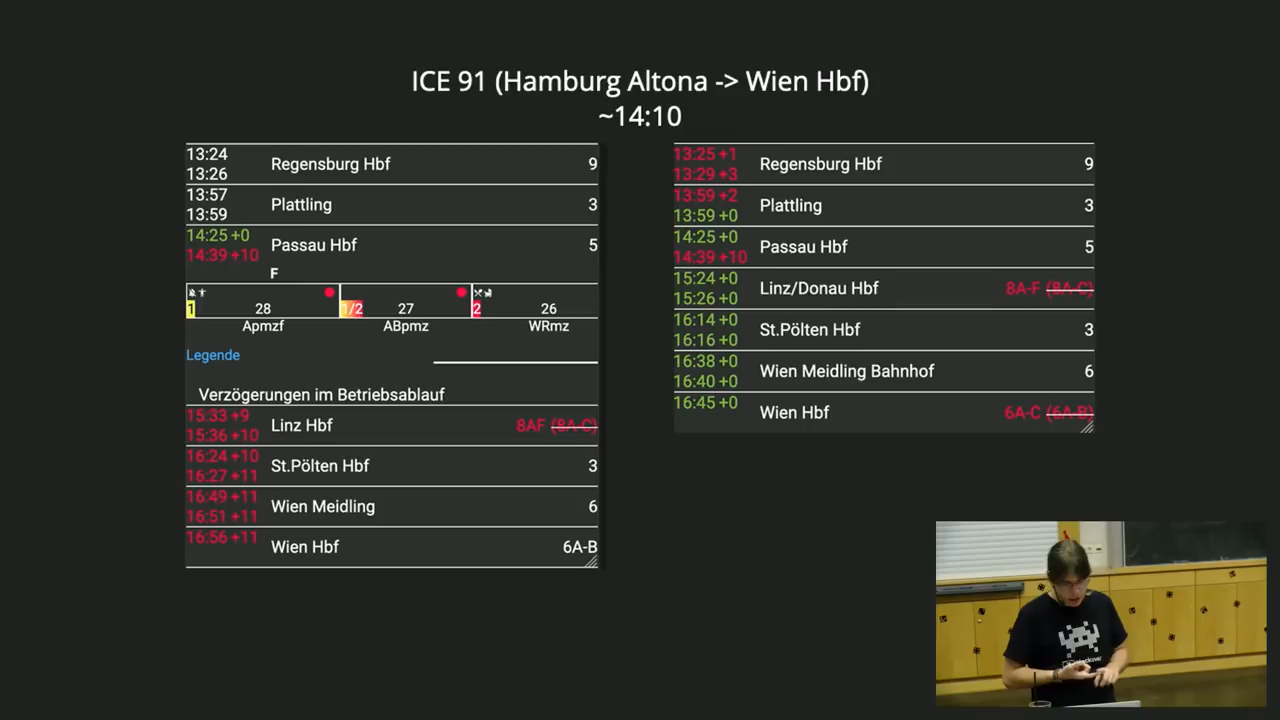 ICE 91 (Hamburg Altona -> Wien Hbf)
~14:10
13:24
13:26
Regensburg Hbf
9
13:57
13:59
Plattling
3
14:25 +0
14:39 +10
Passau Hbf
5
F
1
28
1/2
27
2
26
Apmzf
ABpmz
WRmz
Legende
Verzögerungen im Betriebsablauf
15:33 +9
15:36 +10
Linz Hbf
8AF (8A-C)
16:24 +10
16:27 +11
St.Pölten Hbf
3
16:49 +11
16:51 +11
Wien Meidling
6
16:56 +11
Wien Hbf
6A-B
13:25 +1
13:29 +3
Regensburg Hbf
9
13:59 +2
13:59 +0
Plattling
3
14:25 +0
14:39 +10
Passau Hbf
5
15:24 +0
15:26 +0
Linz/Donau Hbf
8A-F (8A-C)
16:14 +0
16:16 +0
St.Pölten Hbf
3
16:38 +0
16:40 +0
Wien Meidling Bahnhof
6
16:45 +0
Wien Hbf
6A-C (6A-B)